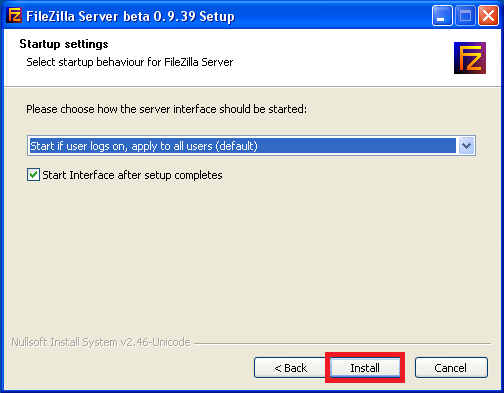 FileZilla Server beta 0.9.39 Setup
Startup settings
Select startup behaviour for FileZilla Server
Please choose how the server interface should be started:
Start if user logs on, apply to all users (default)
Start Interface after setup completes
Nullsoft Install System v2.46-Unicode
< Back Install Cancel